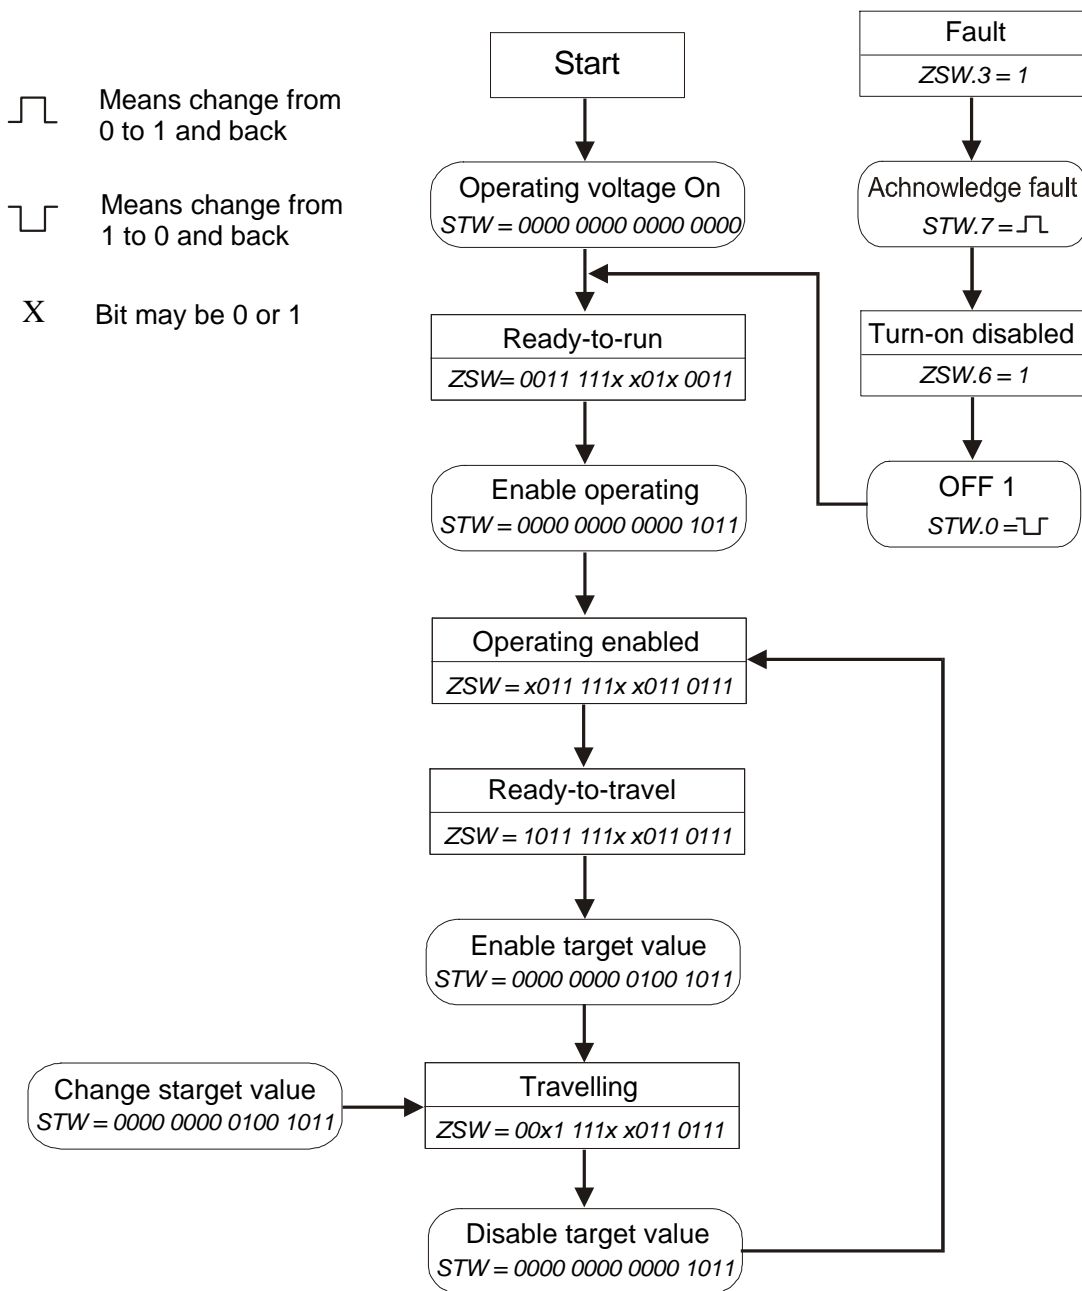 Means change from
0 to 1 and back
Means change from
1 to 0 and back
X Bit may be 0 or 1
Start
Operating voltage On
STW = 0000 0000 0000 0000
Ready-to-run
ZSW= 0011 111x x01x 0011
Enable operating
STW = 0000 0000 0000 1011
Operating enabled
ZSW = x011 111x x011 0111
Ready-to-travel
ZSW = 1011 111x x011 0111
Enable target value
STW = 0000 0000 0100 1011
Change starget value
STW = 0000 0000 0100 1011
Travelling
ZSW = 00x1 111x x011 0111
Disable target value
STW = 0000 0000 0000 1011
Fault
ZSW.3 = 1
Achnowledge fault
STW.7 =
Turn-on disabled
ZSW.6 = 1
OFF 1
STW.0 =